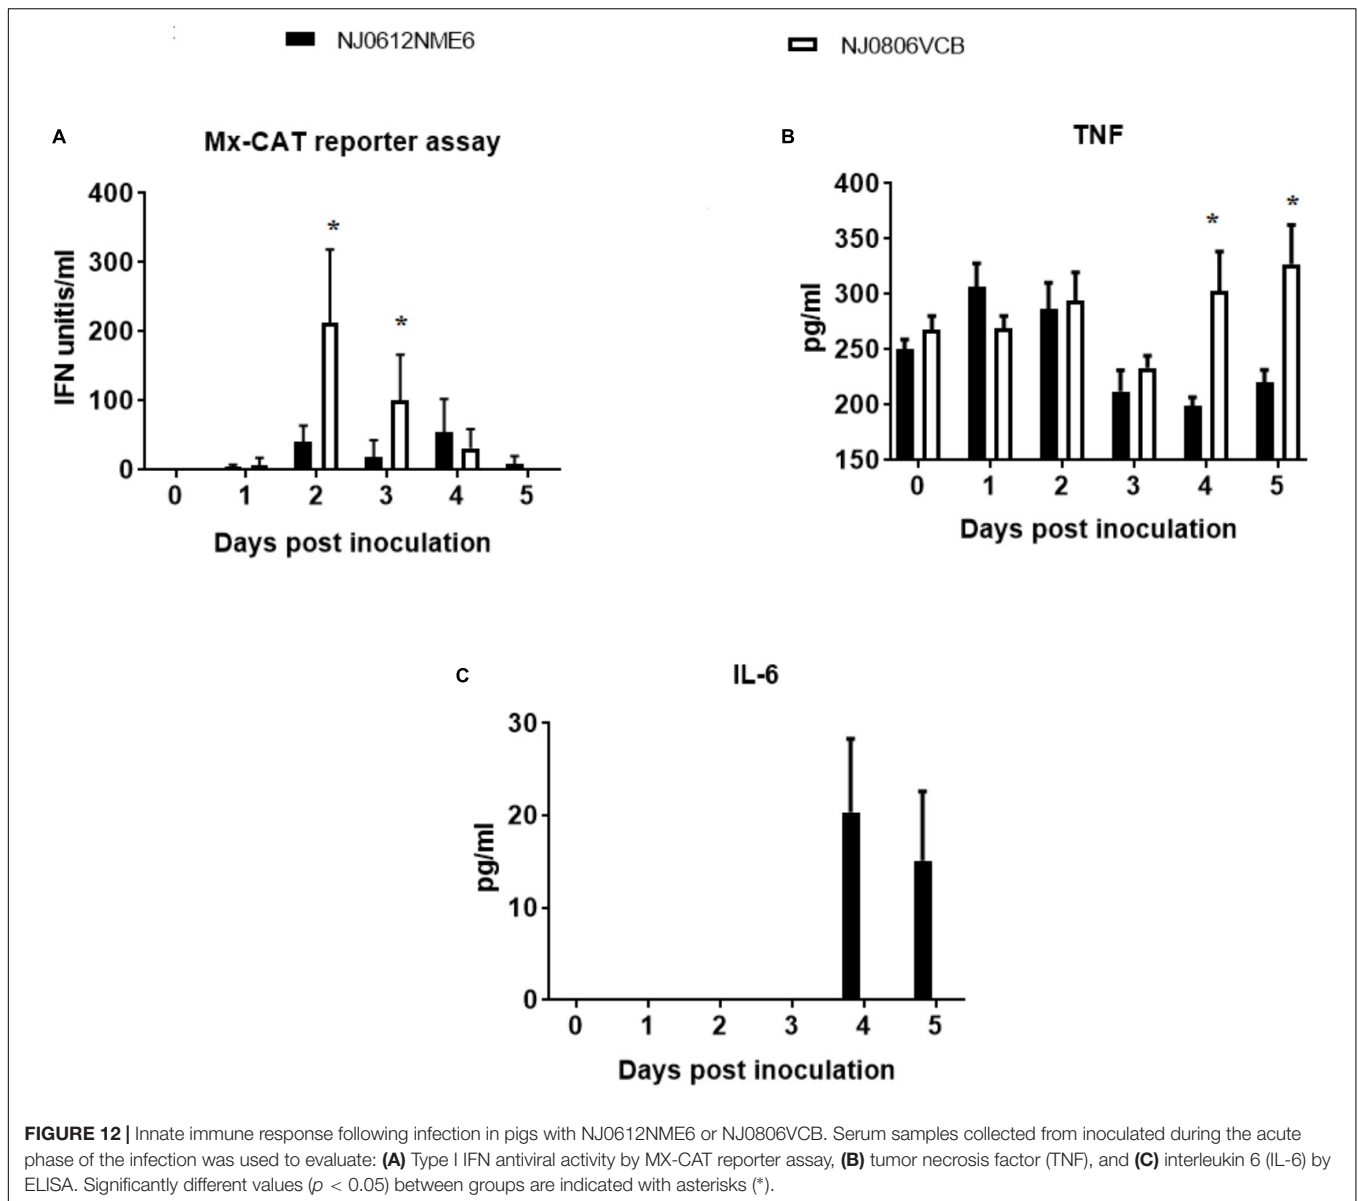 NJ0612NME6
NJ0806VCB
A
Mx-CAT reporter assay
400
300
200
100
0
IFN unitis/ml
0 1 2 3 4 5
* *
Days post inoculation
B
TNF
400
350
300
250
200
150
pg/ml
0 1 2 3 4 5
* *
Days post inoculation
C
IL-6
30
20
10
0
pg/ml
0 1 2 3 4 5
Days post inoculation
FIGURE 12 | Innate immune response following infection in pigs with NJ0612NME6 or NJ0806VCB. Serum samples collected from inoculated during the acute
phase of the infection was used to evaluate: (A) Type I IFN antiviral activity by MX-CAT reporter assay, (B) tumor necrosis factor (TNF), and (C) interleukin 6 (IL-6) by
ELISA. Significantly different values (p < 0.05) between groups are indicated with asterisks (*).